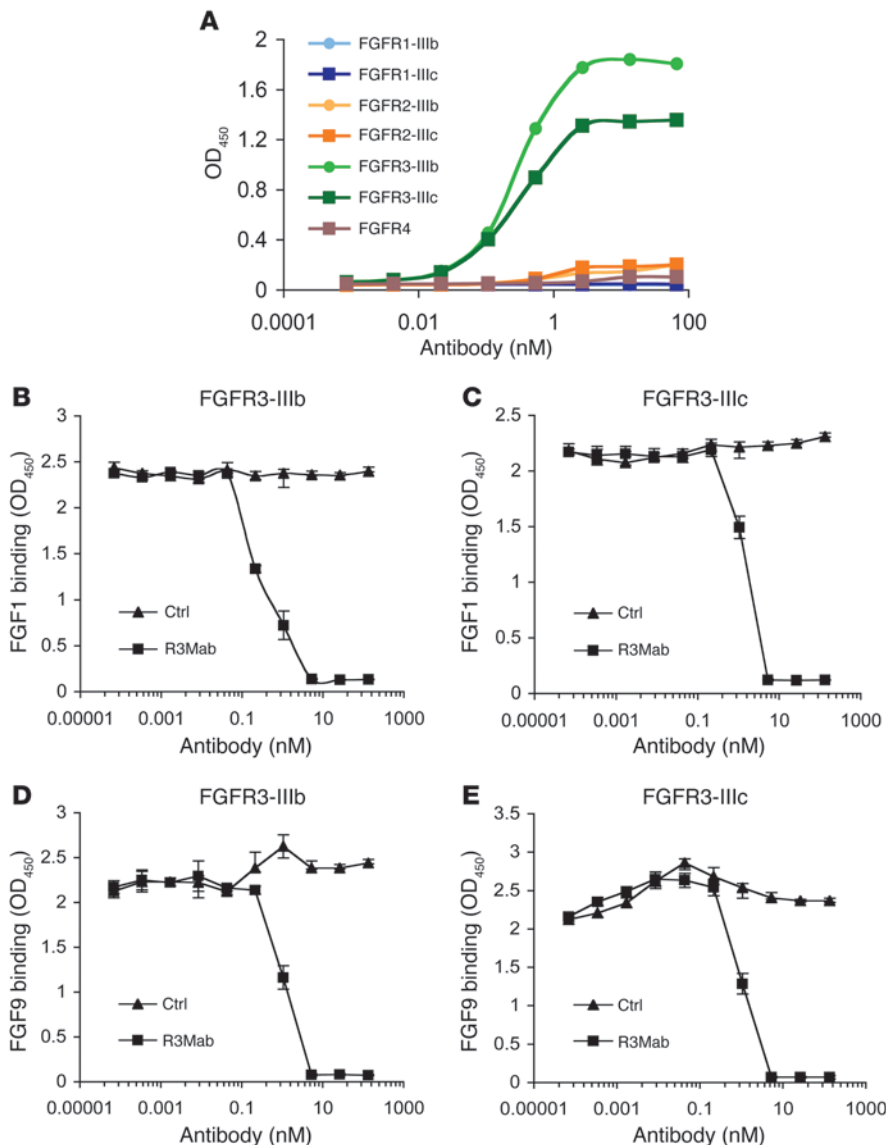 A
OD450
2
1.6
1.2
0.8
0.4
0
FGFR1-IIIb
FGFR1-IIIc
FGFR2-IIIb
FGFR2-IIIc
FGFR3-IIIb
FGFR3-IIIc
FGFR4
0.0001 0.01 1 100
Antibody (nM)
B
FGFR3-IIIb
FGF1 binding (OD450)
3
2.5
2
1.5
1
0.5
0
Ctrl
R3Mab
0.00001 0.001 0.1 10 1000
Antibody (nM)
C
FGFR3-IIIc
FGF1 binding (OD450)
2.5
2
1.5
1
0.5
0
Ctrl
R3Mab
0.00001 0.001 0.1 10 1000
Antibody (nM)
D
FGFR3-IIIb
FGF9 binding (OD450)
3
2.5
2
1.5
1
0.5
0
Ctrl
R3Mab
0.00001 0.001 0.1 10 1000
Antibody (nM)
E
FGFR3-IIIc
FGF9 binding (OD450)
3.5
3
2.5
2
1.5
1
0.5
0
Ctrl
R3Mab
0.00001 0.001 0.1 10 1000
Antibody (nM)